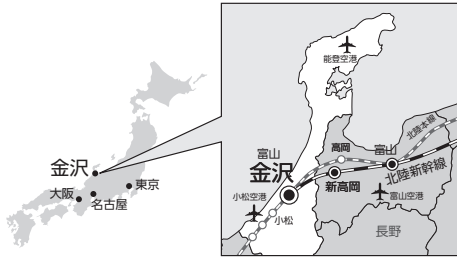 金沢
大阪
名古屋
東京
能登空港
北陸本線
富山
高岡
富山
金沢
北陸新幹線
新高岡
小松空港
富山空港
小松
長野